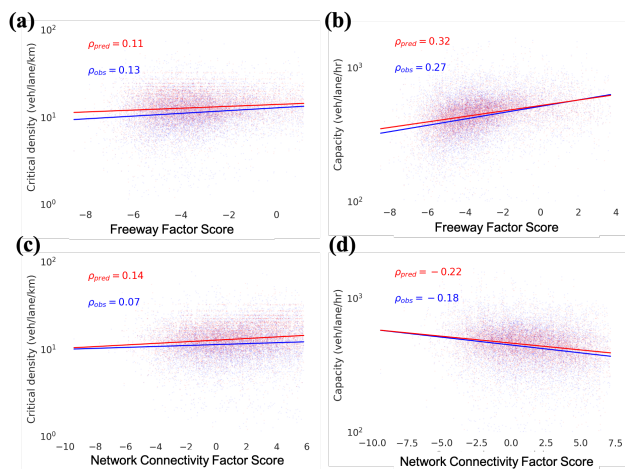 (a)
10²
ρpred = 0.11
ρobs = 0.13
Critical density (veh/lane/km)
10¹
10⁰
−8 −6 −4 −2 0
Freeway Factor Score
(b)
ρpred = 0.32
ρobs = 0.27
10³
Capacity (veh/lane/hr)
10²
−8 −6 −4 −2 0 2 4
Freeway Factor Score
(c)
10²
ρpred = 0.14
ρobs = 0.07
Critical density (veh/lane/km)
10¹
10⁰
−10 −8 −6 −4 −2 0 2 4 6
Network Connectivity Factor Score
(d)
ρpred = −0.22
ρobs = −0.18
10³
Capacity (veh/lane/hr)
10²
−10.0 −7.5 −5.0 −2.5 0.0 2.5 5.0 7.5
Network Connectivity Factor Score